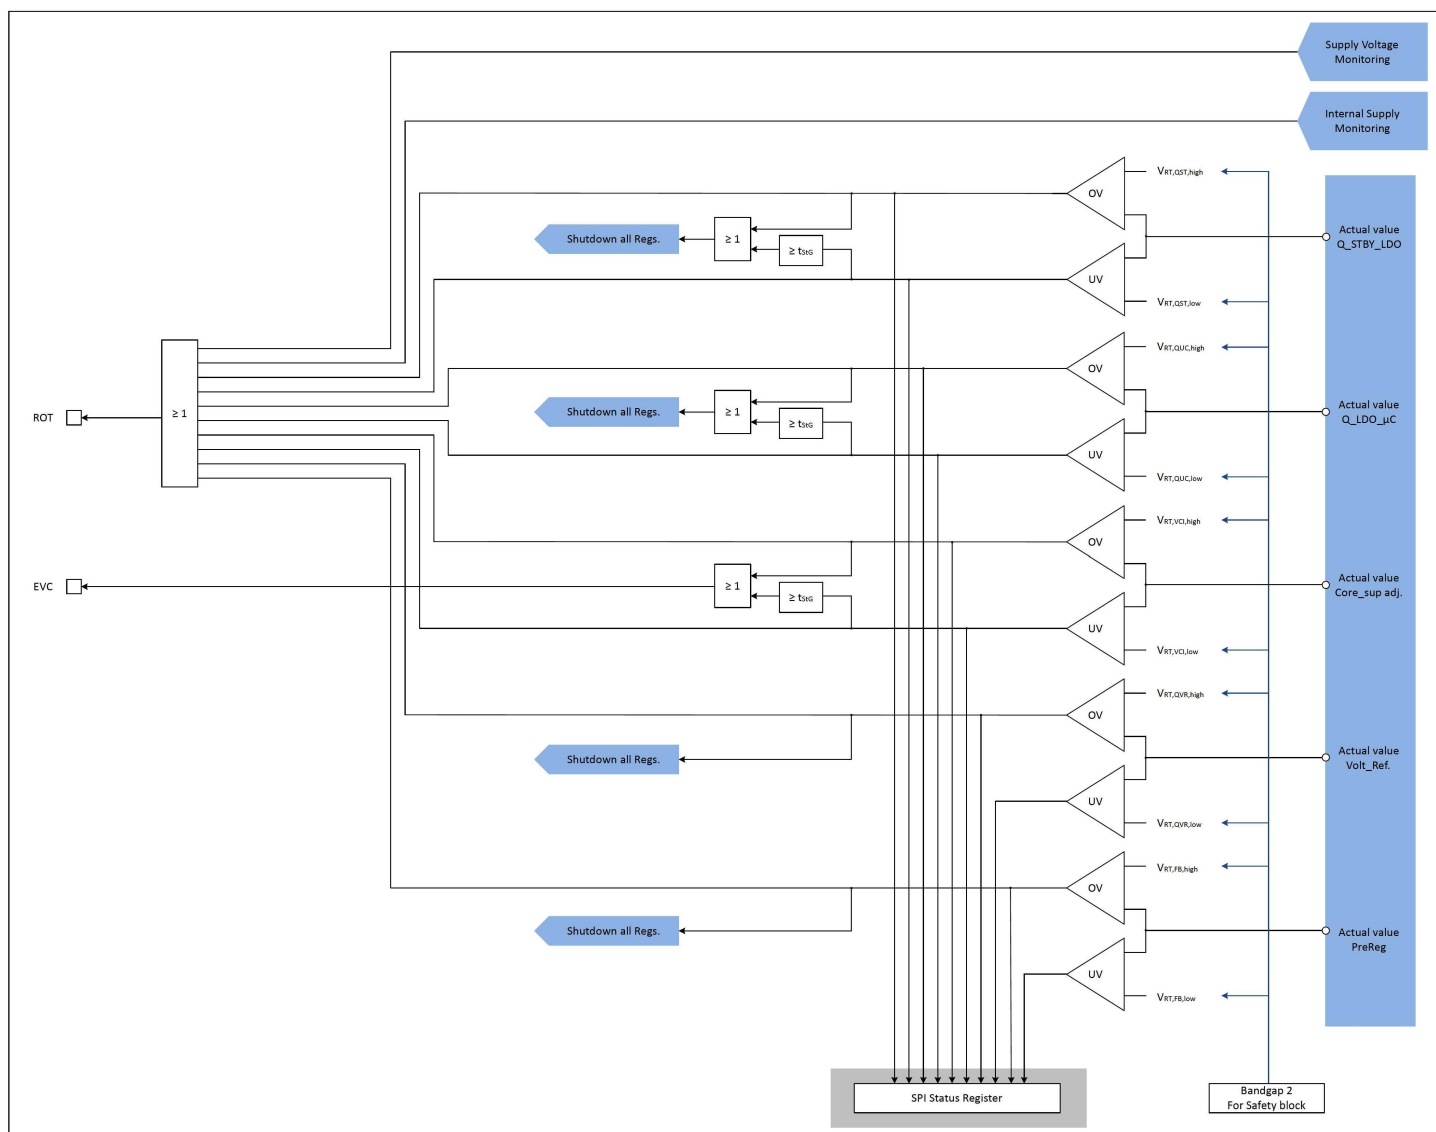 Supply Voltage
Monitoring
Internal Supply
Monitoring
VRT,QST,high
OV
Shutdown all Regs.
≥ 1
≥ tStG
Actual value
Q_STBY_LDO
UV
VRT,QST,low
VRT,QUC,high
OV
ROT
≥ 1
Shutdown all Regs.
≥ 1
≥ tStG
Actual value
Q_LDO_µC
UV
VRT,QUC,low
VRT,VCI,high
OV
EVC
≥ 1
≥ tStG
Actual value
Core_sup adj.
UV
VRT,VCI,low
VRT,QVR,high
OV
Shutdown all Regs.
Actual value
Volt_Ref.
UV
VRT,QVR,low
VRT,FB,high
OV
Shutdown all Regs.
Actual value
PreReg
UV
VRT,FB,low
SPI Status Register
Bandgap 2
For Safety block